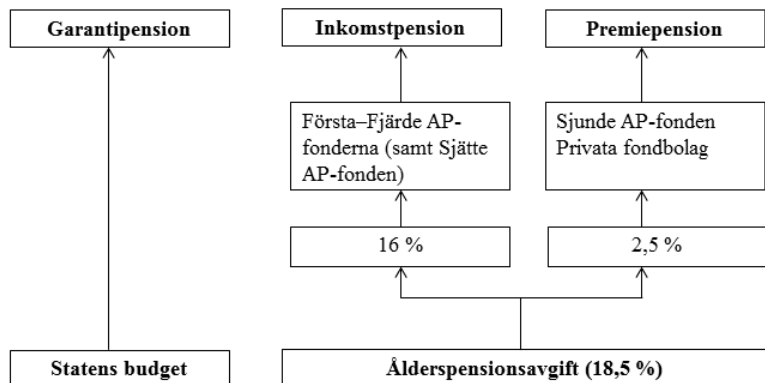 Garantipension
Inkomstpension
Premiepension
Första–Fjärde AP-
fonderna (samt Sjätte
AP-fonden)
Sjunde AP-fonden
Privata fondbolag
16 %
2,5 %
Statens budget
Ålderspensionsavgift (18,5 %)